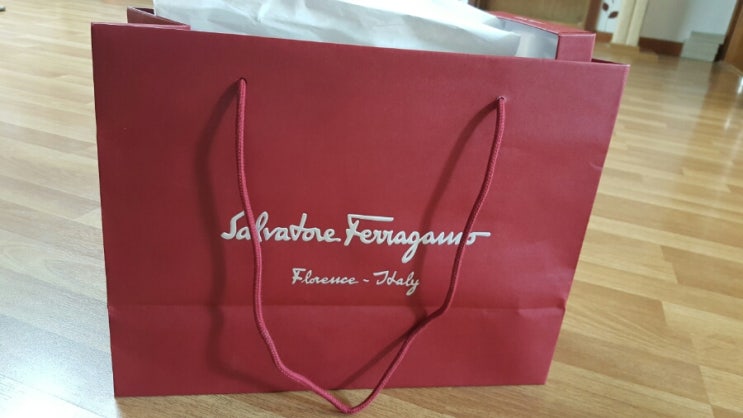 Salvatore Ferragamo
Florence - Italy